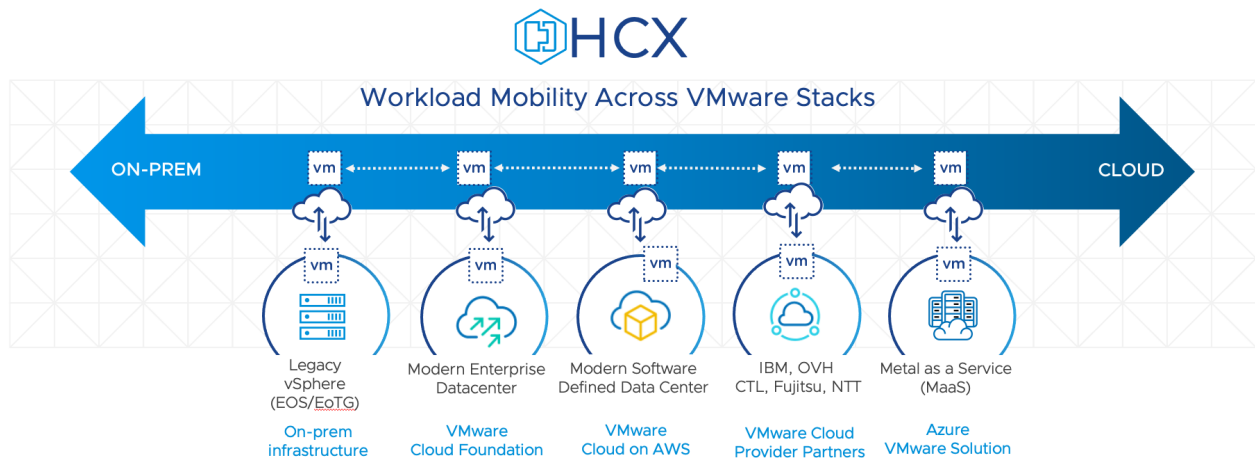 HCX
Workload Mobility Across VMware Stacks
ON-PREM
vm
vm
vm
vm
vm
CLOUD
vm
vm
vm
vm
vm
Legacy
vSphere
(EOS/EoTG)
Modern Enterprise
Datacenter
Modern Software
Defined Data Center
IBM, OVH
CTL, Fujitsu, NTT
Metal as a Service
(MaaS)
On-prem
infrastructure
VMware
Cloud Foundation
VMware
Cloud on AWS
VMware Cloud
Provider Partners
Azure
VMware Solution